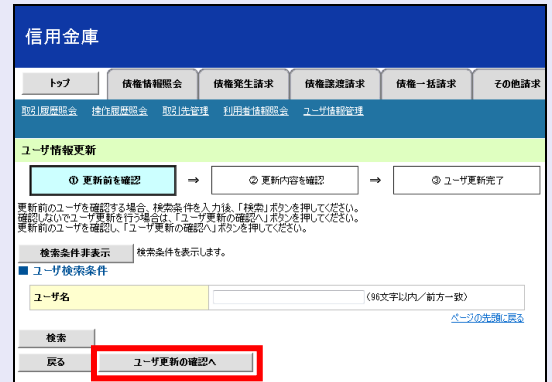 信用金庫
トップ 債権情報照会 債権発生請求 債権譲渡請求 債権一括請求 その他請求
取引履歴照会 操作履歴照会 取引先管理 利用者情報照会 ユーザ情報管理
ユーザ情報更新
① 更新前を確認 → ② 更新内容を確認 → ③ ユーザ更新完了
更新前のユーザを確認する場合、検索条件を入力後、「検索」ボタンを押してください。
確認しないでユーザ更新を行う場合は、「ユーザ更新の確認へ」ボタンを押してください。
更新前のユーザを確認し、「ユーザ更新の確認へ」ボタンを押してください。
検索条件非表示 検索条件を表示します。
■ ユーザ検索条件
ユーザ名 (96文字以内/前方一致)
ページの先頭に戻る
検索
戻る ユーザ更新の確認へ